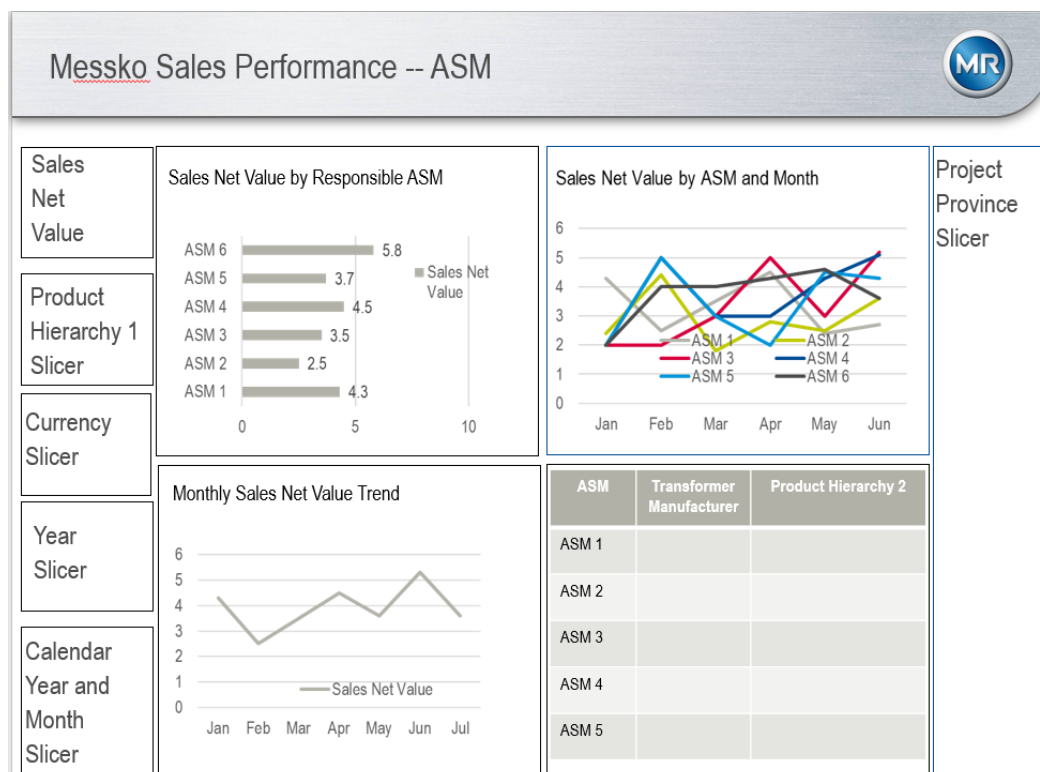 Messko Sales Performance -- ASM
MR
Sales
Net
Value
Product
Hierarchy 1
Slicer
Currency
Slicer
Year
Slicer
Calendar
Year and
Month
Slicer
Sales Net Value by Responsible ASM
ASM 6
5.8
ASM 5
3.7
ASM 4
4.5
ASM 3
3.5
ASM 2
2.5
ASM 1
4.3
0 5 10
Sales Net
Value
Sales Net Value by ASM and Month
6
5
4
3
2
1
0
ASM 1 ASM 2
ASM 3 ASM 4
ASM 5 ASM 6
Jan Feb Mar Apr May Jun
Project
Province
Slicer
Monthly Sales Net Value Trend
6
5
4
3
2
1
0
Sales Net Value
Jan Feb Mar Apr May Jun Jul
ASM Transformer Product Hierarchy 2
Manufacturer
ASM 1
ASM 2
ASM 3
ASM 4
ASM 5